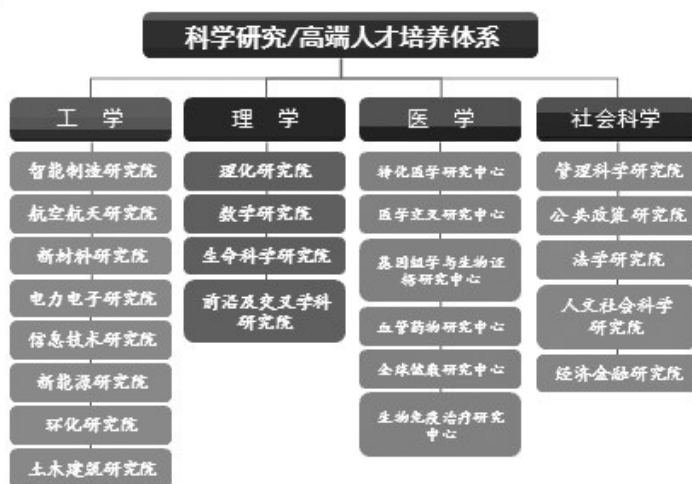 科学研究/高端人才培养体系
工 学
智能制造研究院
航空航天研究院
新材料研究院
电力电子研究院
信息技术研究院
新能源研究院
环化研究院
土木建筑研究院
理 学
理化研究院
数学研究院
生命科学研究院
前沿及交叉学科
研究院
医 学
转化医学研究中心
医学交叉研究中心
基因组学与生物证
据研究中心
血管药物研究中心
全球健康研究中心
生物免疫治疗研究
中心
社会科学
管理科学研究院
公共政策研究院
法学研究院
人文社会科学
研究院
经济金融研究院